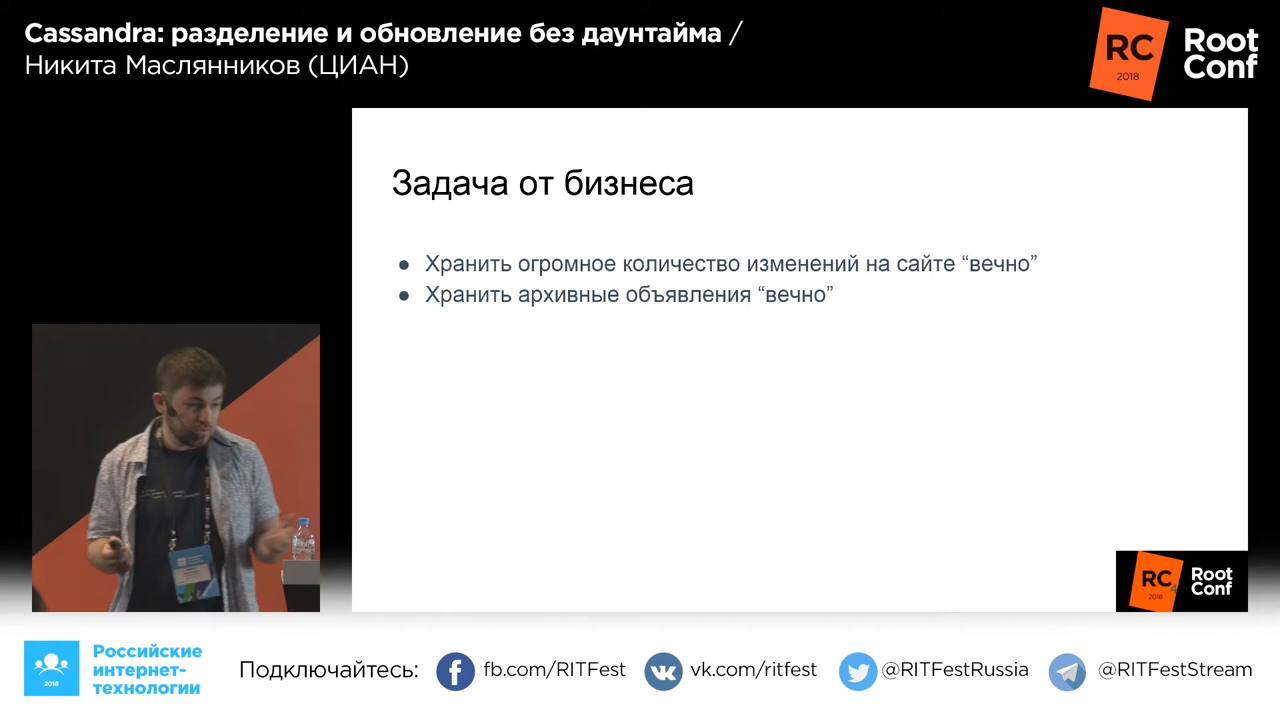 Cassandra: разделение и обновление без даунтайма /
Никита Маслянников (ЦИАН)
RC
2018
Root
Conf
Задача от бизнеса
● Хранить огромное количество изменений на сайте “вечно”
● Хранить архивные объявления “вечно”
RC
2018
Root
Conf
2018
Российские
интернет-
технологии
Подключайтесь:
fb.com/RITFest
vk.com/ritfest
@RITFestRussia
@RITFestStream